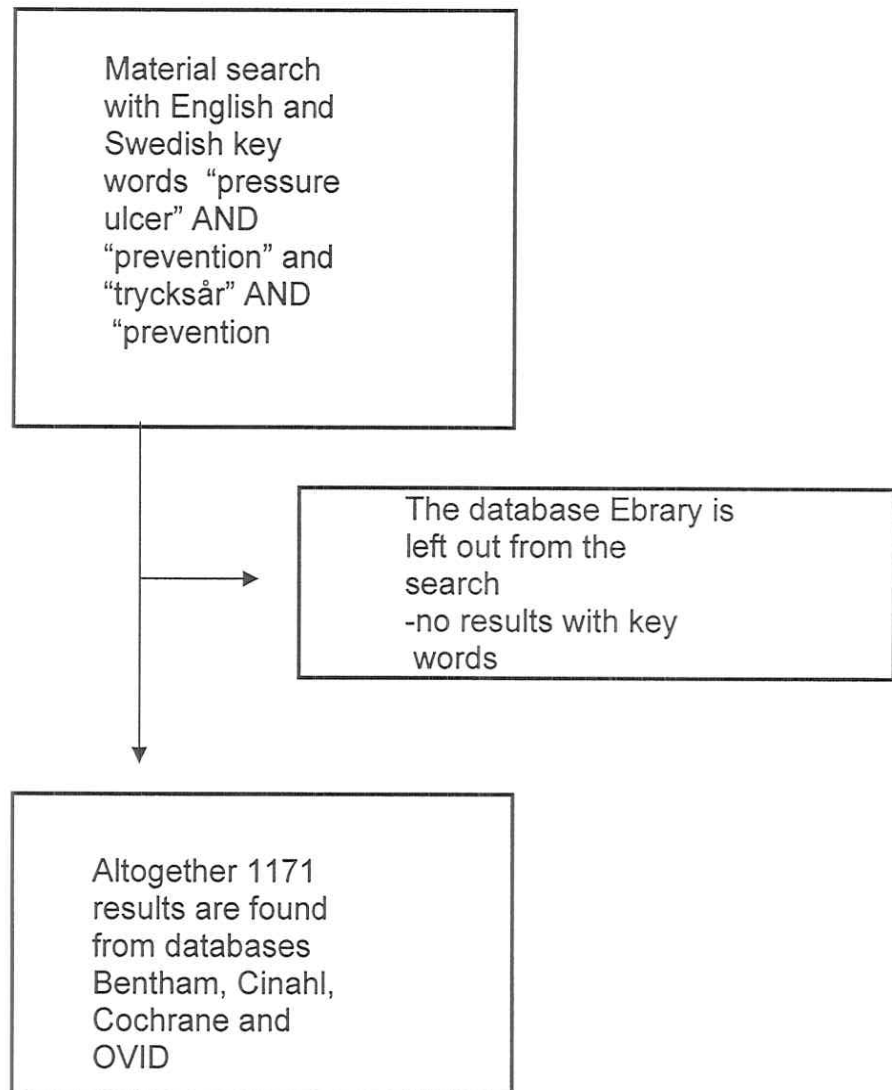 Material search
with English and
Swedish key
words “pressure
ulcer” AND
“prevention” and
“trycksår” AND
“prevention
The database Ebrary is
left out from the
search
-no results with key
words
Altogether 1171
results are found
from databases
Bentham, Cinahl,
Cochrane and
OVID